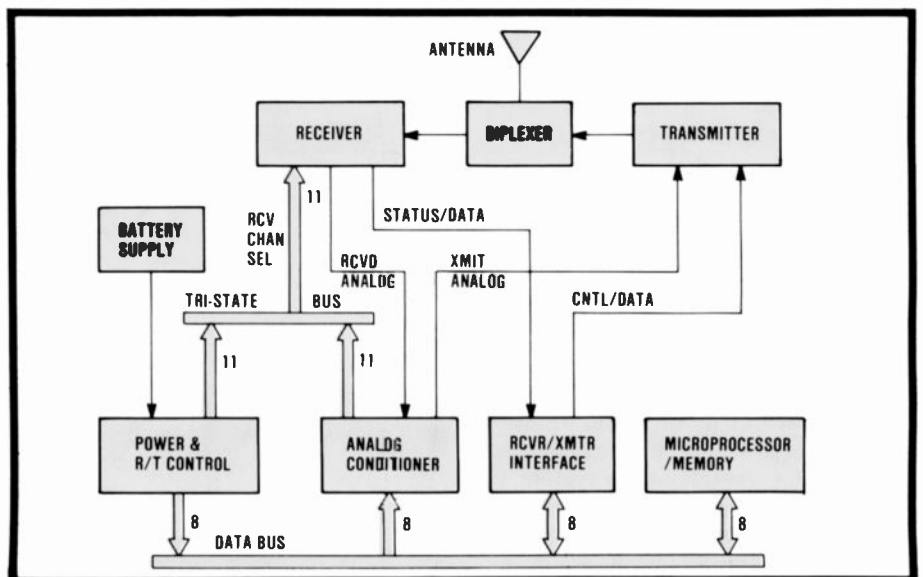 ANTENNA
RECEIVER
DIPLEXER
TRANSMITTER
11
RCV
CHAN
SEL
STATUS/DATA
BATTERY
SUPPLY
RCVD
ANALOG
XMIT
ANALOG
TRI-STATE
BUS
CNTL/DATA
11
11
POWER &
R/T CONTROL
ANALOG
CONDITIONER
RCVR/XMTR
INTERFACE
MICROPROCESSOR
/MEMORY
8
8
8
8
DATA BUS